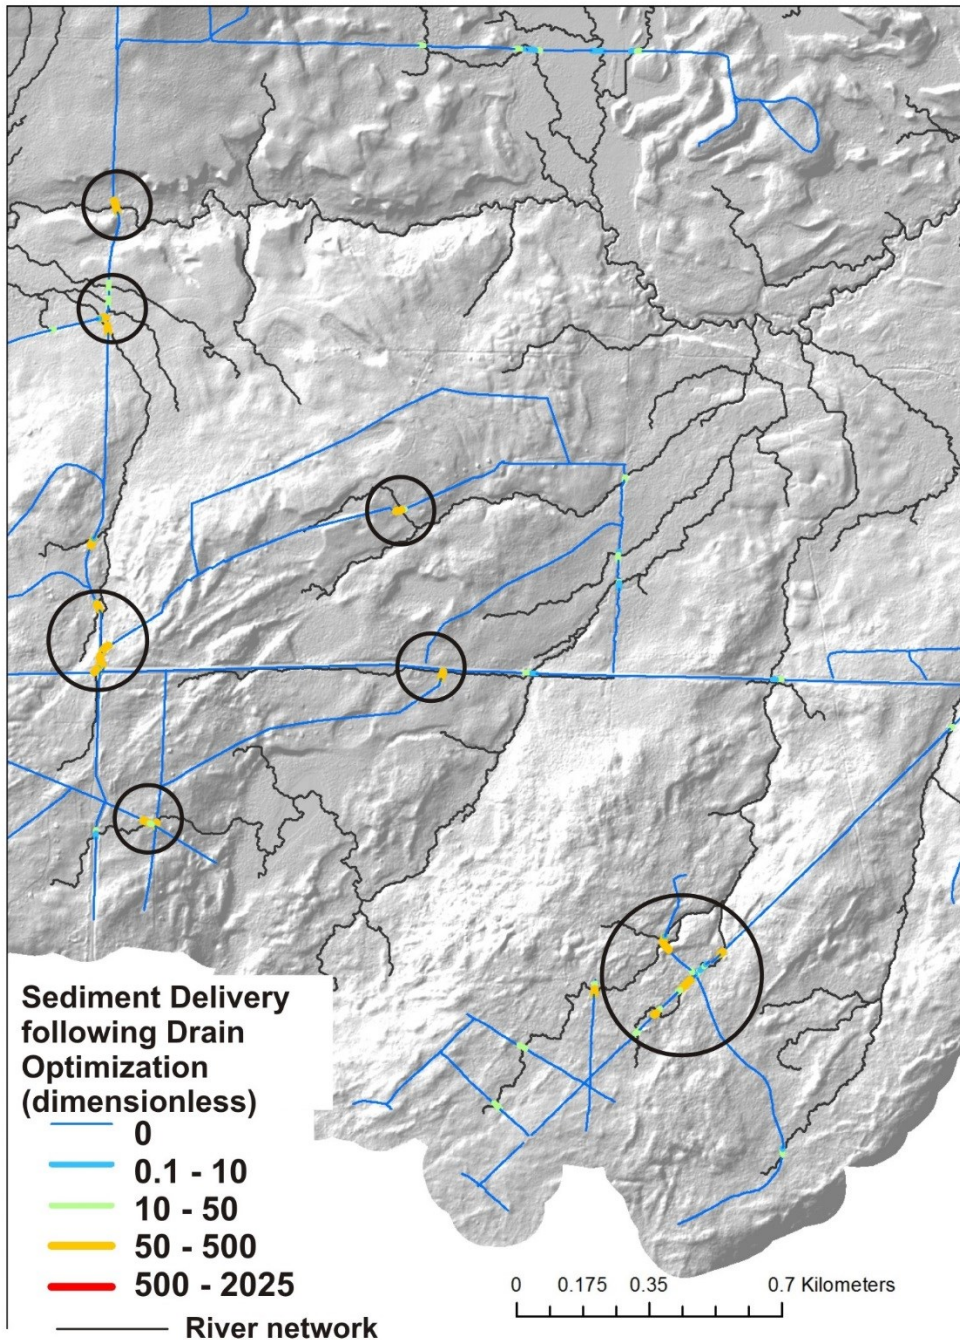 Sediment Delivery
following Drain
Optimization
(dimensionless)
0
0.1 - 10
10 - 50
50 - 500
500 - 2025
River network
0 0.175 0.35 0.7 Kilometers